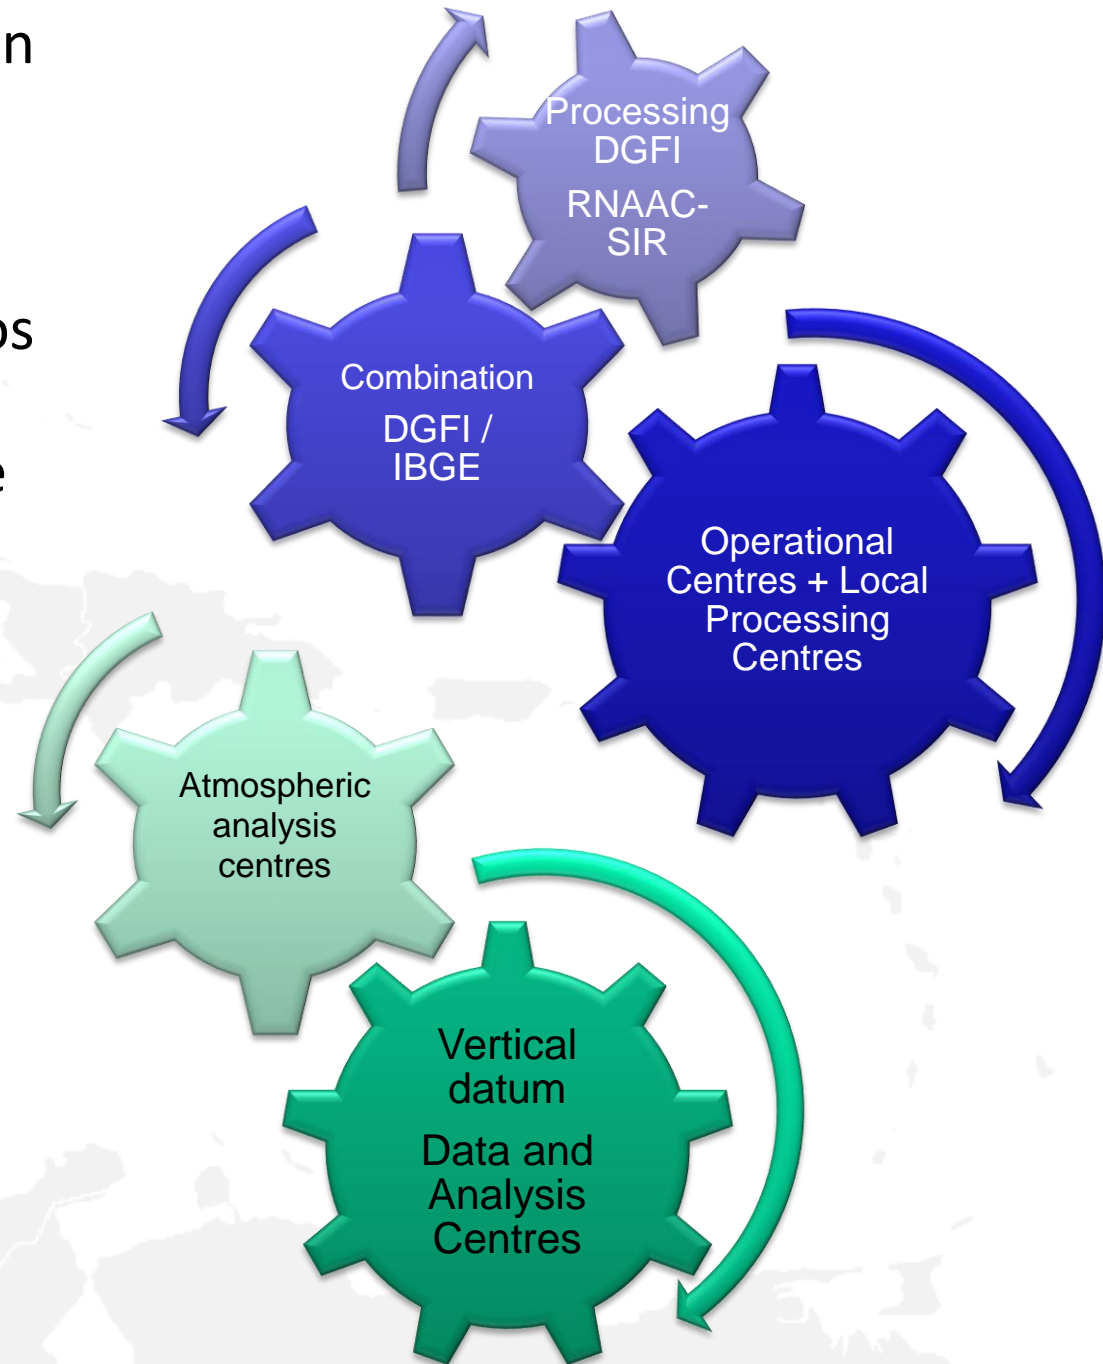 n
Processing
DGFI
RNAAC-
SIR
os
Combination
DGFI /
IBGE
e
Operational
Centres + Local
Processing
Centres
Atmospheric
analysis
centres
Vertical
datum
Data and
Analysis
Centres